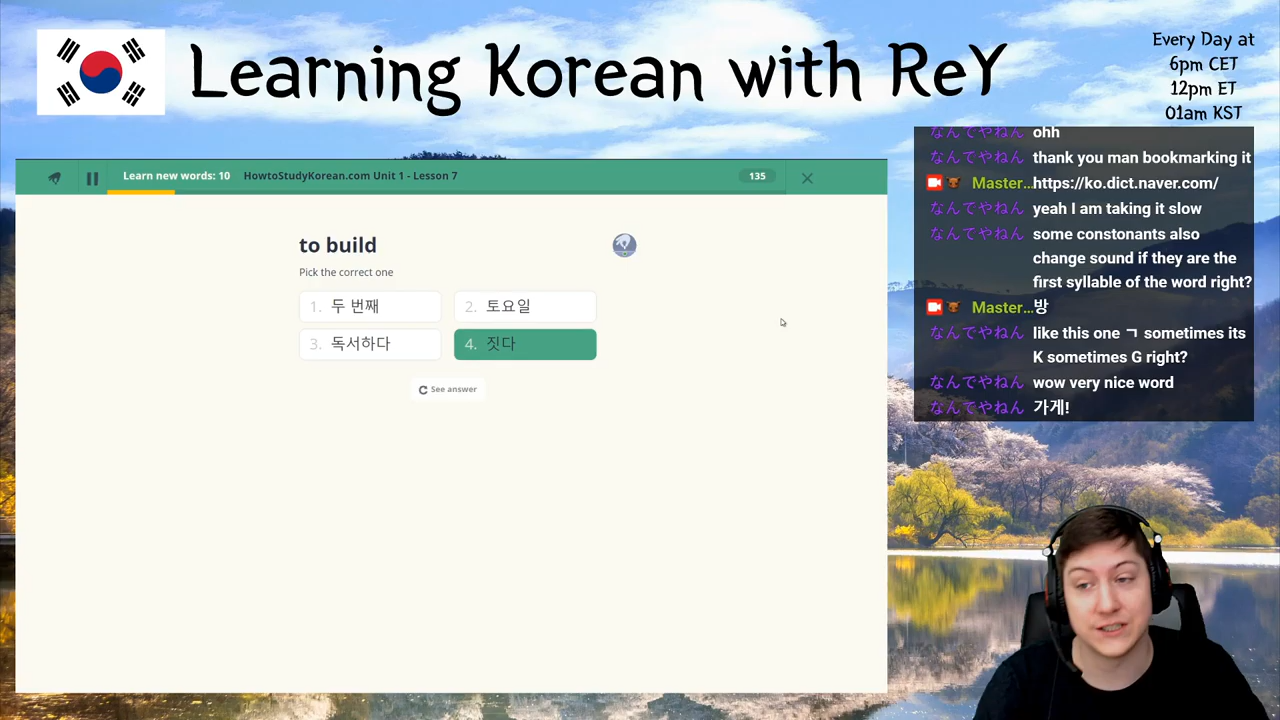 Learning Korean with ReY
Every Day at
6pm CET
12pm ET
01am KST
Learn new words: 10
HowtoStudyKorean.com Unit 1 - Lesson 7
135
to build
Pick the correct one
1. 두 번째
2. 토요일
3. 독서하다
4. 짓다
See answer
なんでやねん ohh
なんでやねん thank you man bookmarking it
Master... https://ko.dict.naver.com/
なんでやねん yeah I am taking it slow
なんでやねん some constonants also
change sound if they are the
first syllable of the word right?
Master... 방
なんでやねん like this one ㄱ sometimes its
K sometimes G right?
なんでやねん wow very nice word
なんでやねん 가게!